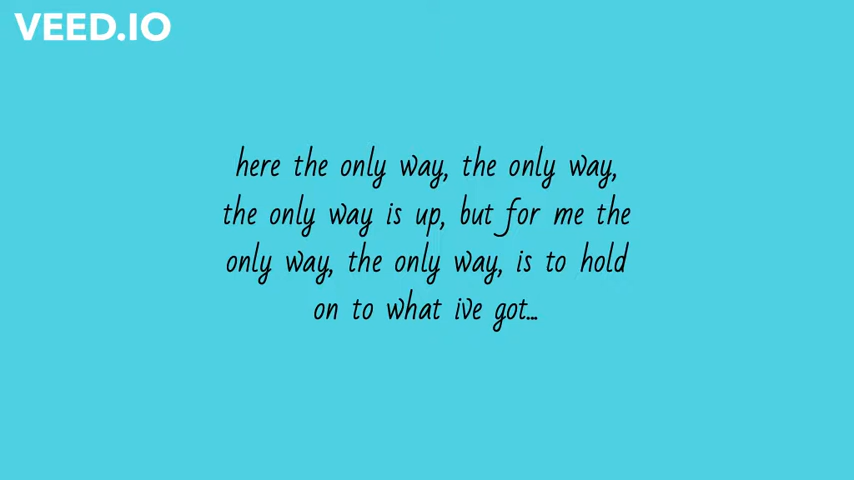 VEED.IO
here the only way, the only way,
the only way is up, but for me the
only way, the only way, is to hold
on to what ive got...